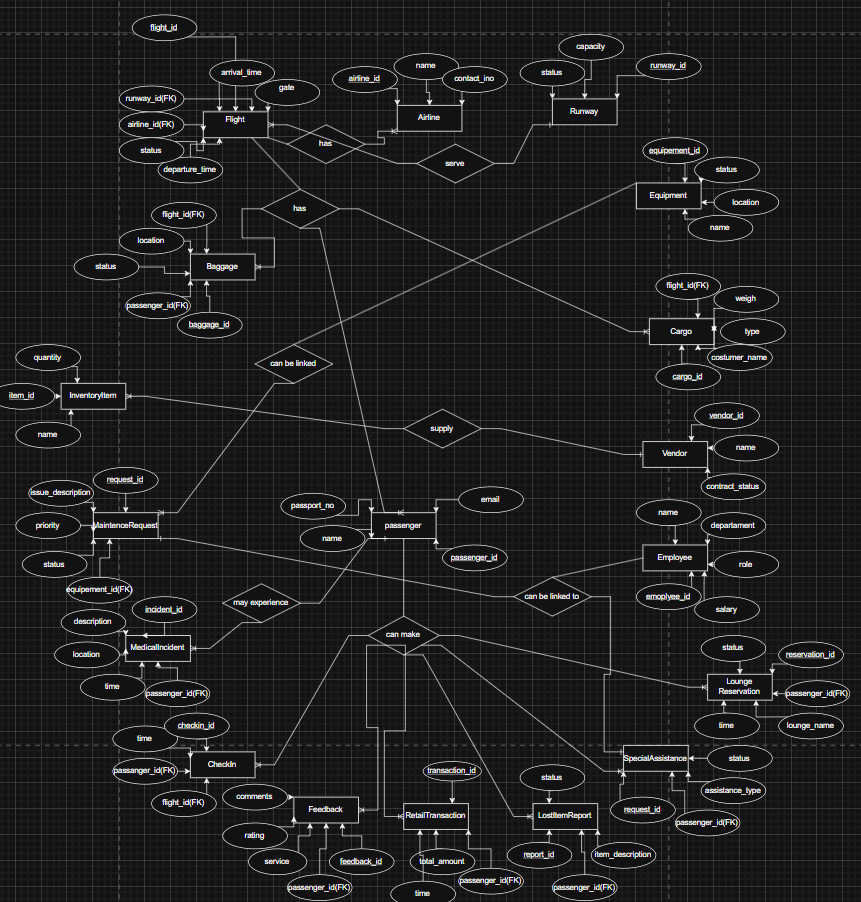 flight_id
capacity
arrival_time
name
runway_id
status
airline_id
contact_ino
gate
runway_id(FK)
Flight
Airline
Runway
airline_id(FK)
status
has
serve
departure_time
equipement_id
status
Equipment
location
name
has
flight_id(FK)
location
status
Baggage
passenger_id(FK)
baggage_id
flight_id(FK)
weigh
Cargo
type
costumer_name
cargo_id
can be linked
quantity
item_id
InventoryItem
name
supply
vendor_id
Vendor
name
contract_status
request_id
issue_description
priority
MaintenceRequest
status
equipement_id(FK)
passport_no
email
passenger
name
passenger_id
name
departament
Employee
role
emoplyee_id
salary
may experience
can be linked to
incident_id
description
MedicalIncident
location
time
passenger_id(FK)
can make
status
reservation_id
Lounge
Reservation
passenger_id(FK)
time
lounge_name
checkin_id
time
CheckIn
passanger_id(FK)
flight_id(FK)
SpecialAssistance
status
assistance_type
request_id
passenger_id(FK)
comments
Feedback
rating
service
feedback_id
passenger_id(FK)
transaction_id
RetailTransaction
total_amount
time
passenger_id(FK)
status
LostItemReport
report_id
item_description
passenger_id(FK)